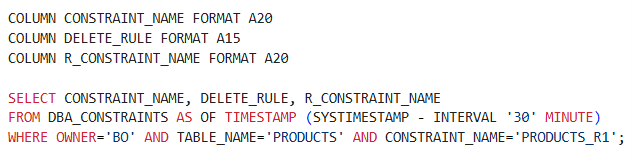 COLUMN CONSTRAINT_NAME FORMAT A20
COLUMN DELETE_RULE FORMAT A15
COLUMN R_CONSTRAINT_NAME FORMAT A20

SELECT CONSTRAINT_NAME, DELETE_RULE, R_CONSTRAINT_NAME
FROM DBA_CONSTRAINTS AS OF TIMESTAMP (SYSTIMESTAMP - INTERVAL '30' MINUTE)
WHERE OWNER='BO' AND TABLE_NAME='PRODUCTS' AND CONSTRAINT_NAME='PRODUCTS_R1';